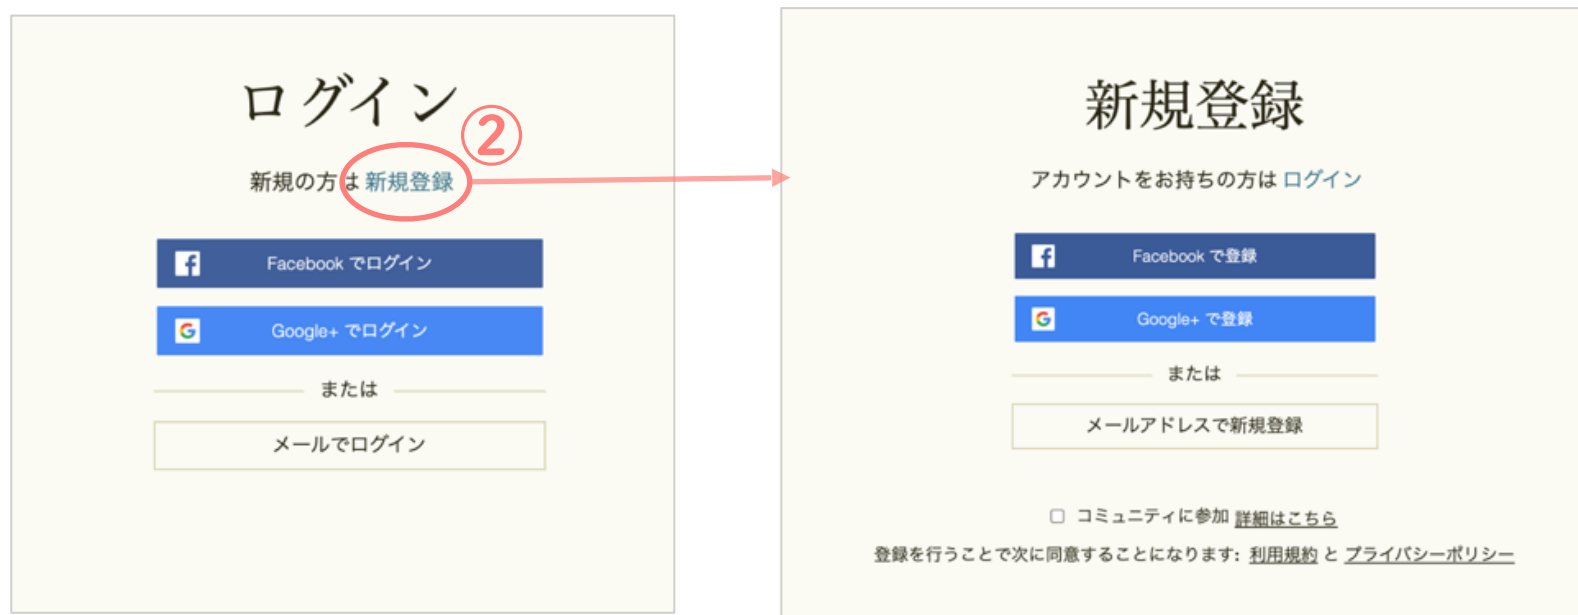 ログイン
②
新規の方は 新規登録
Facebook でログイン
Google+ でログイン
または
メールでログイン
新規登録
アカウントをお持ちの方は ログイン
Facebook で登録
Google+ で登録
または
メールアドレスで新規登録
コミュニティに参加 詳細はこちら
登録を行うことで次に同意することになります: 利用規約 と プライバシーポリシー